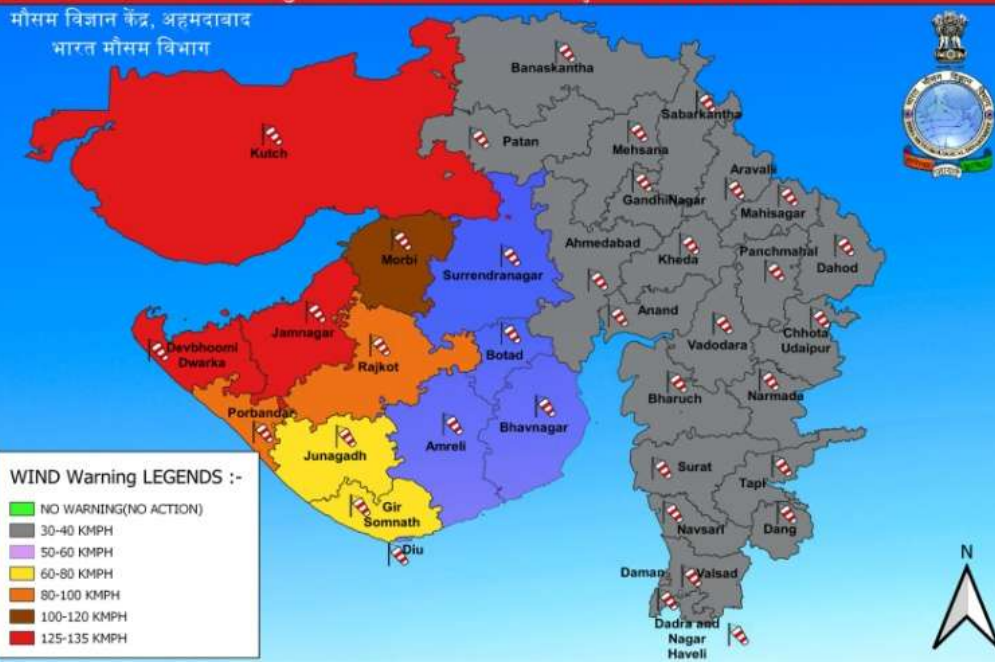 मौसम विज्ञान केंद्र, अहमदाबाद
भारत मौसम विभाग
Banaskantha
Sabarkantha
Kutch
Patan
Mehsana
Aravalli
GandhiNagar
Mahisagar
Morbi
Surrendranagar
Ahmedabad
Kheda
Panchmahal
Dahod
Jamnagar
Anand
Devbhoomi
Dwarka
Rajkot
Botad
Vadodara
Chhota
Udaipur
Porbandar
Bharuch
Narmada
Junagadh
Amreli
Bhavnagar
Surat
Tapi
Gir
Somnath
Navsari
Dang
Diu
Daman
Valsad
Dadra and
Nagar
Haveli
WIND Warning LEGENDS :-
NO WARNING(NO ACTION)
30-40 KMPH
50-60 KMPH
60-80 KMPH
80-100 KMPH
100-120 KMPH
125-135 KMPH
N